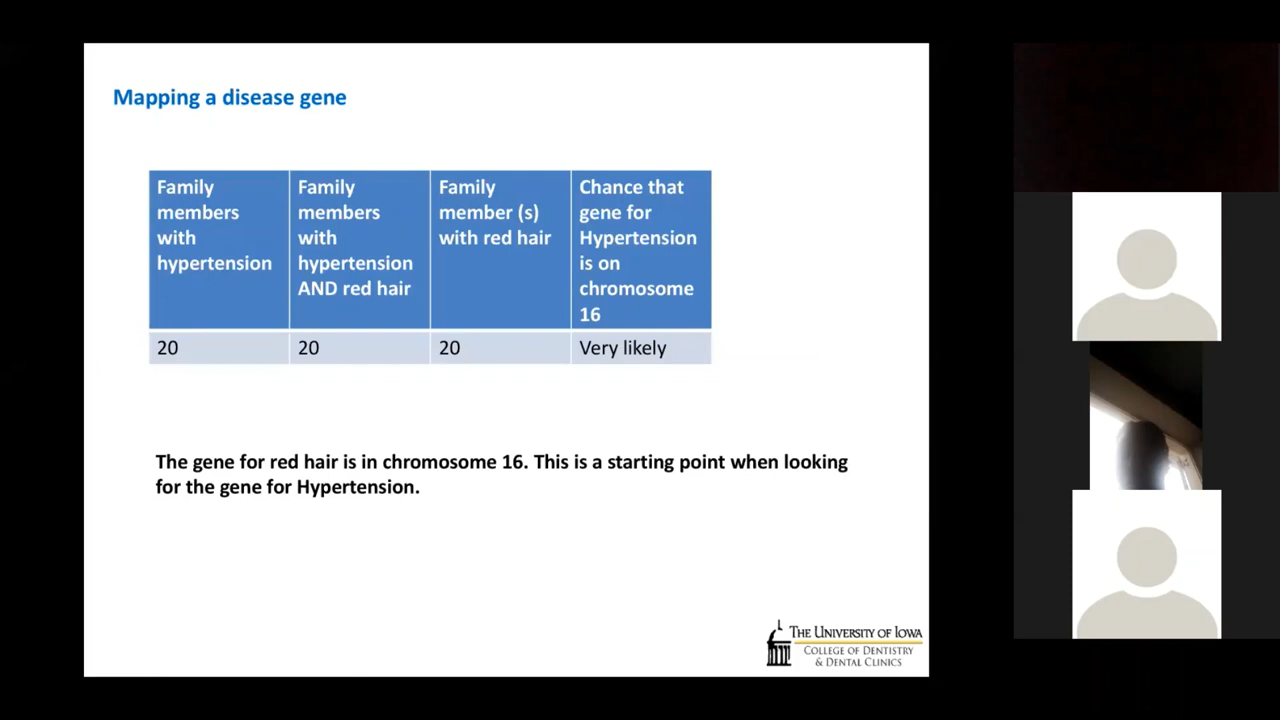 Mapping a disease gene
Family
members
with
hypertension
Family
members
with
hypertension
AND red hair
Family
member (s)
with red hair
Chance that
gene for
Hypertension
is on
chromosome
16
20
20
20
Very likely
The gene for red hair is in chromosome 16. This is a starting point when looking
for the gene for Hypertension.
THE UNIVERSITY OF IOWA
COLLEGE OF DENTISTRY
& DENTAL CLINICS